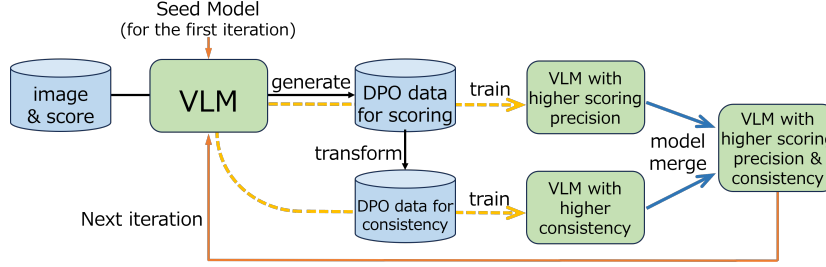 Seed Model
(for the first iteration)
image
& score
VLM
generate
DPO data
for scoring
train
VLM with
higher scoring
precision
transform
model
merge
VLM with
higher scoring
precision &
consistency
DPO data for
consistency
train
VLM with
higher
consistency
Next iteration